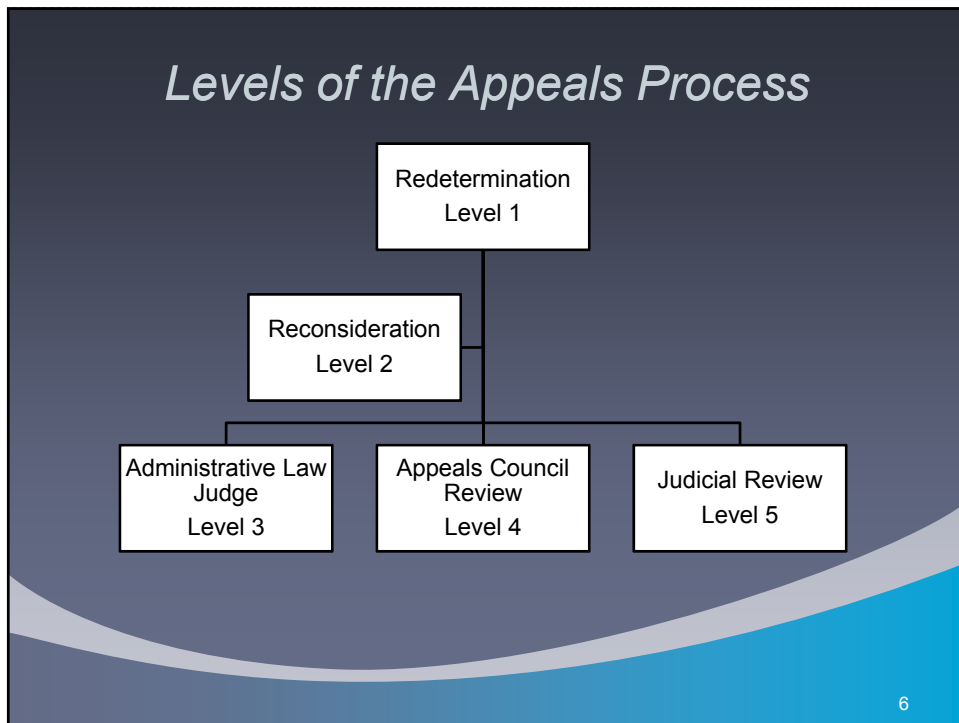 Levels of the Appeals Process
Redetermination
Level 1
Reconsideration
Level 2
Administrative Law
Judge
Level 3
Appeals Council
Review
Level 4
Judicial Review
Level 5
6